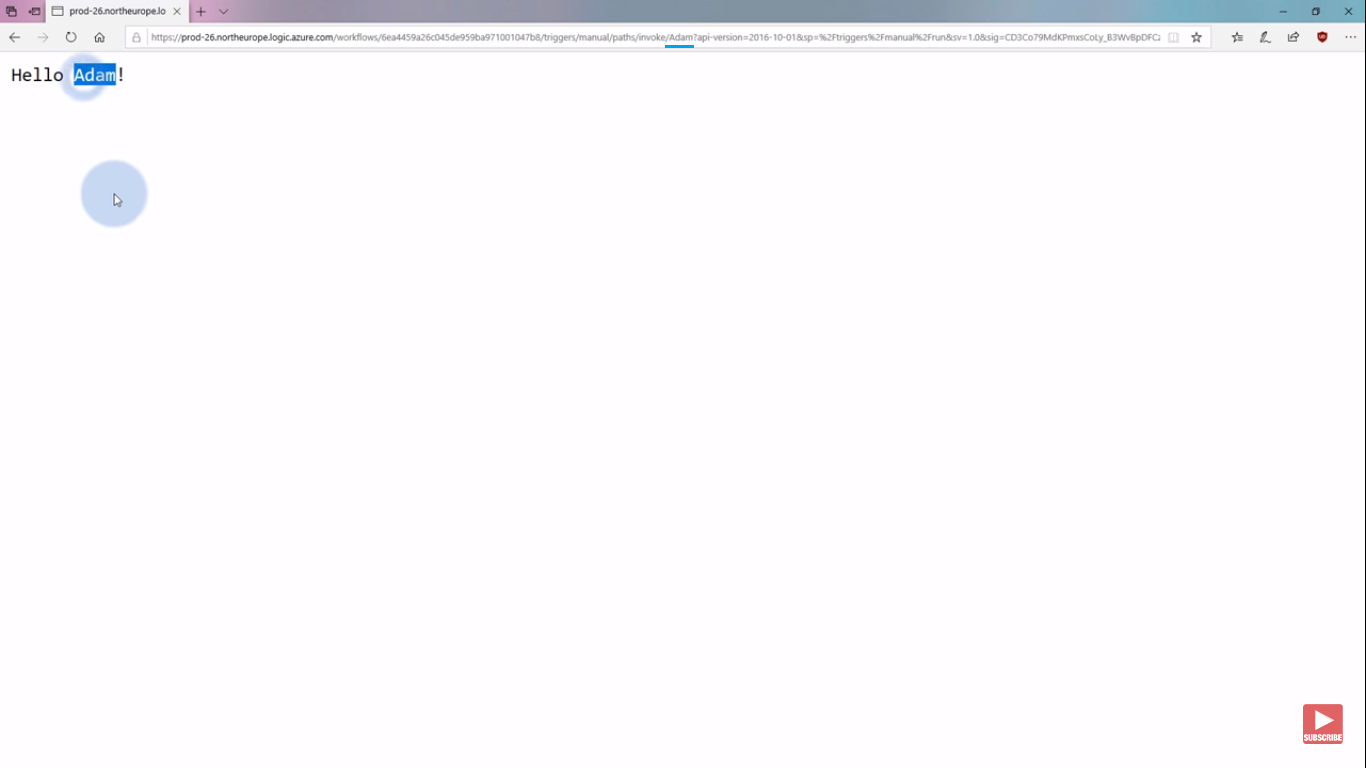 prod-26.northeurope.lo
https://prod-26.northeurope.logic.azure.com/workflows/6ea4459a26c045de959ba971001047b8/triggers/manual/paths/invoke/Adam?api-version=2016-10-01&sp=%2Ftriggers%2Fmanual%2Frun&sv=1.0&sig=CD3Co79MdKPmxsCoLy_B3WvBpDFC
Hello Adam!
SUBSCRIBE